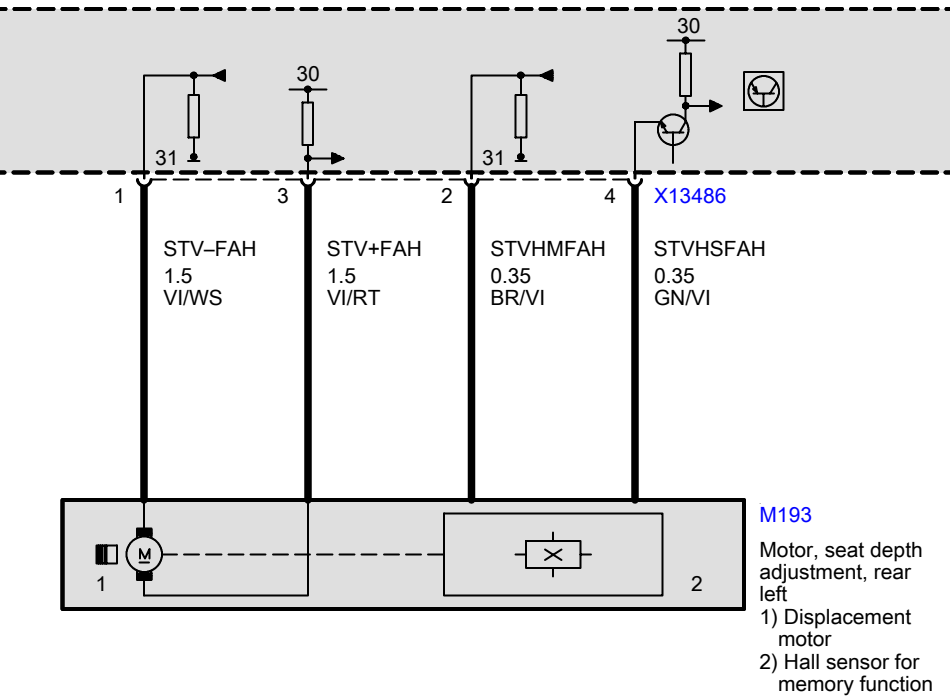 30
30
31
31
1
3
2
4
X13486
STV–FAH
1.5
VI/WS
STV+FAH
1.5
VI/RT
STVHMFAH
0.35
BR/VI
STVHSFAH
0.35
GN/VI
M193
Motor, seat depth
adjustment, rear
left
1) Displacement
motor
2) Hall sensor for
memory function
M
1
2